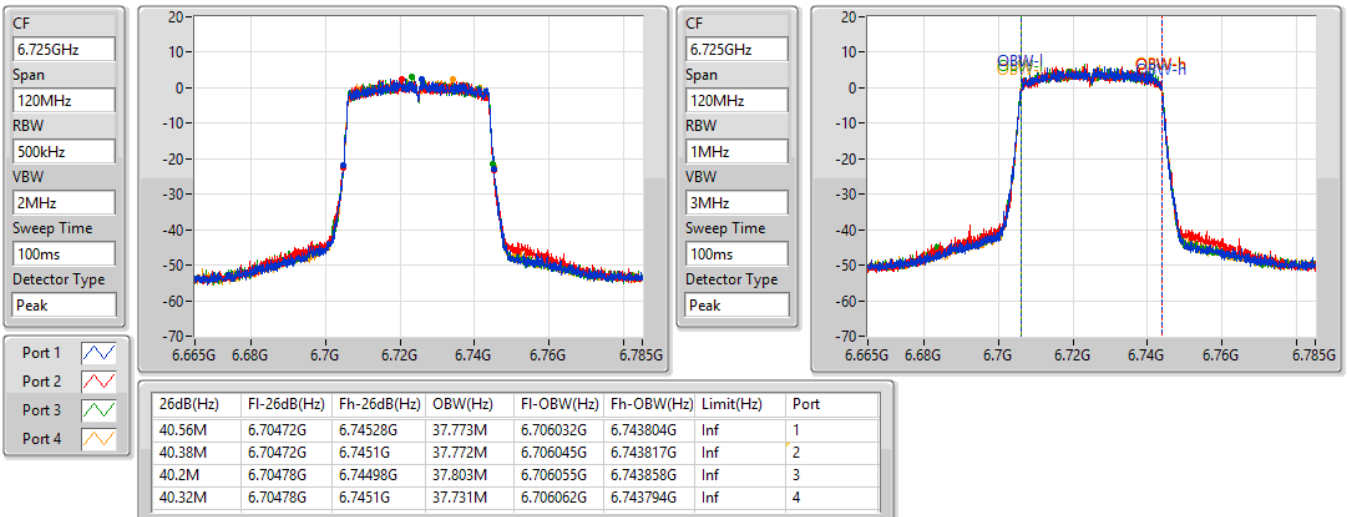 CF
6.725GHz
Span
120MHz
RBW
500kHz
VBW
2MHz
Sweep Time
100ms
Detector Type
Peak
20
10
0
-10
-20
-30
-40
-50
-60
-70
6.665G 6.68G 6.7G 6.72G 6.74G 6.76G 6.785G
CF
6.725GHz
Span
120MHz
RBW
1MHz
VBW
3MHz
Sweep Time
100ms
Detector Type
Peak
20
10
0
-10
-20
-30
-40
-50
-60
-70
OBW-l OBW-h
6.665G 6.68G 6.7G 6.72G 6.74G 6.76G 6.785G
Port 1
Port 2
Port 3
Port 4
26dB(Hz) Fl-26dB(Hz) Fh-26dB(Hz) OBW(Hz) Fl-OBW(Hz) Fh-OBW(Hz) Limit(Hz) Port
40.56M 6.70472G 6.74528G 37.773M 6.706032G 6.743804G Inf 1
40.38M 6.70472G 6.7451G 37.772M 6.706045G 6.743817G Inf 2
40.2M 6.70478G 6.74498G 37.803M 6.706055G 6.743858G Inf 3
40.32M 6.70478G 6.7451G 37.731M 6.706062G 6.743794G Inf 4